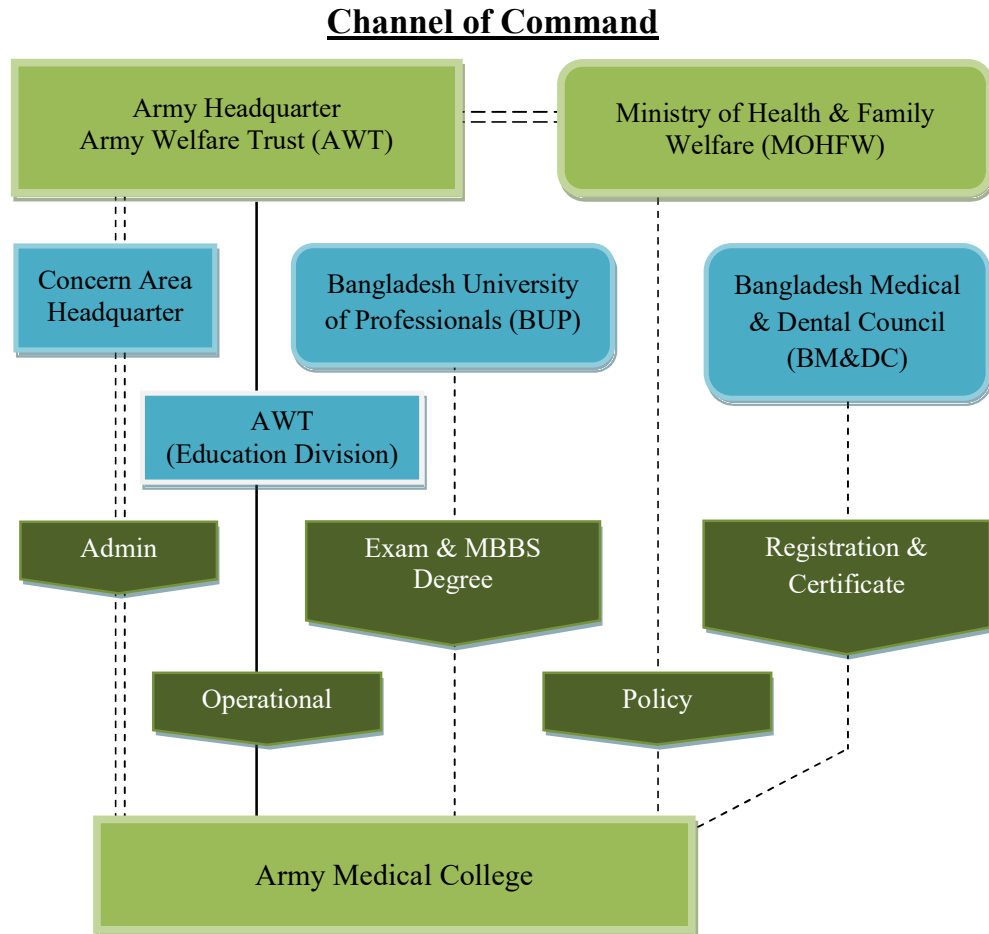 Channel of Command
Army Headquarter
Army Welfare Trust (AWT)
Ministry of Health & Family
Welfare (MOHFW)
Concern Area
Headquarter
Bangladesh University
of Professionals (BUP)
Bangladesh Medical
& Dental Council
(BM&DC)
AWT
(Education Division)
Admin
Exam & MBBS
Degree
Registration &
Certificate
Operational
Policy
Army Medical College